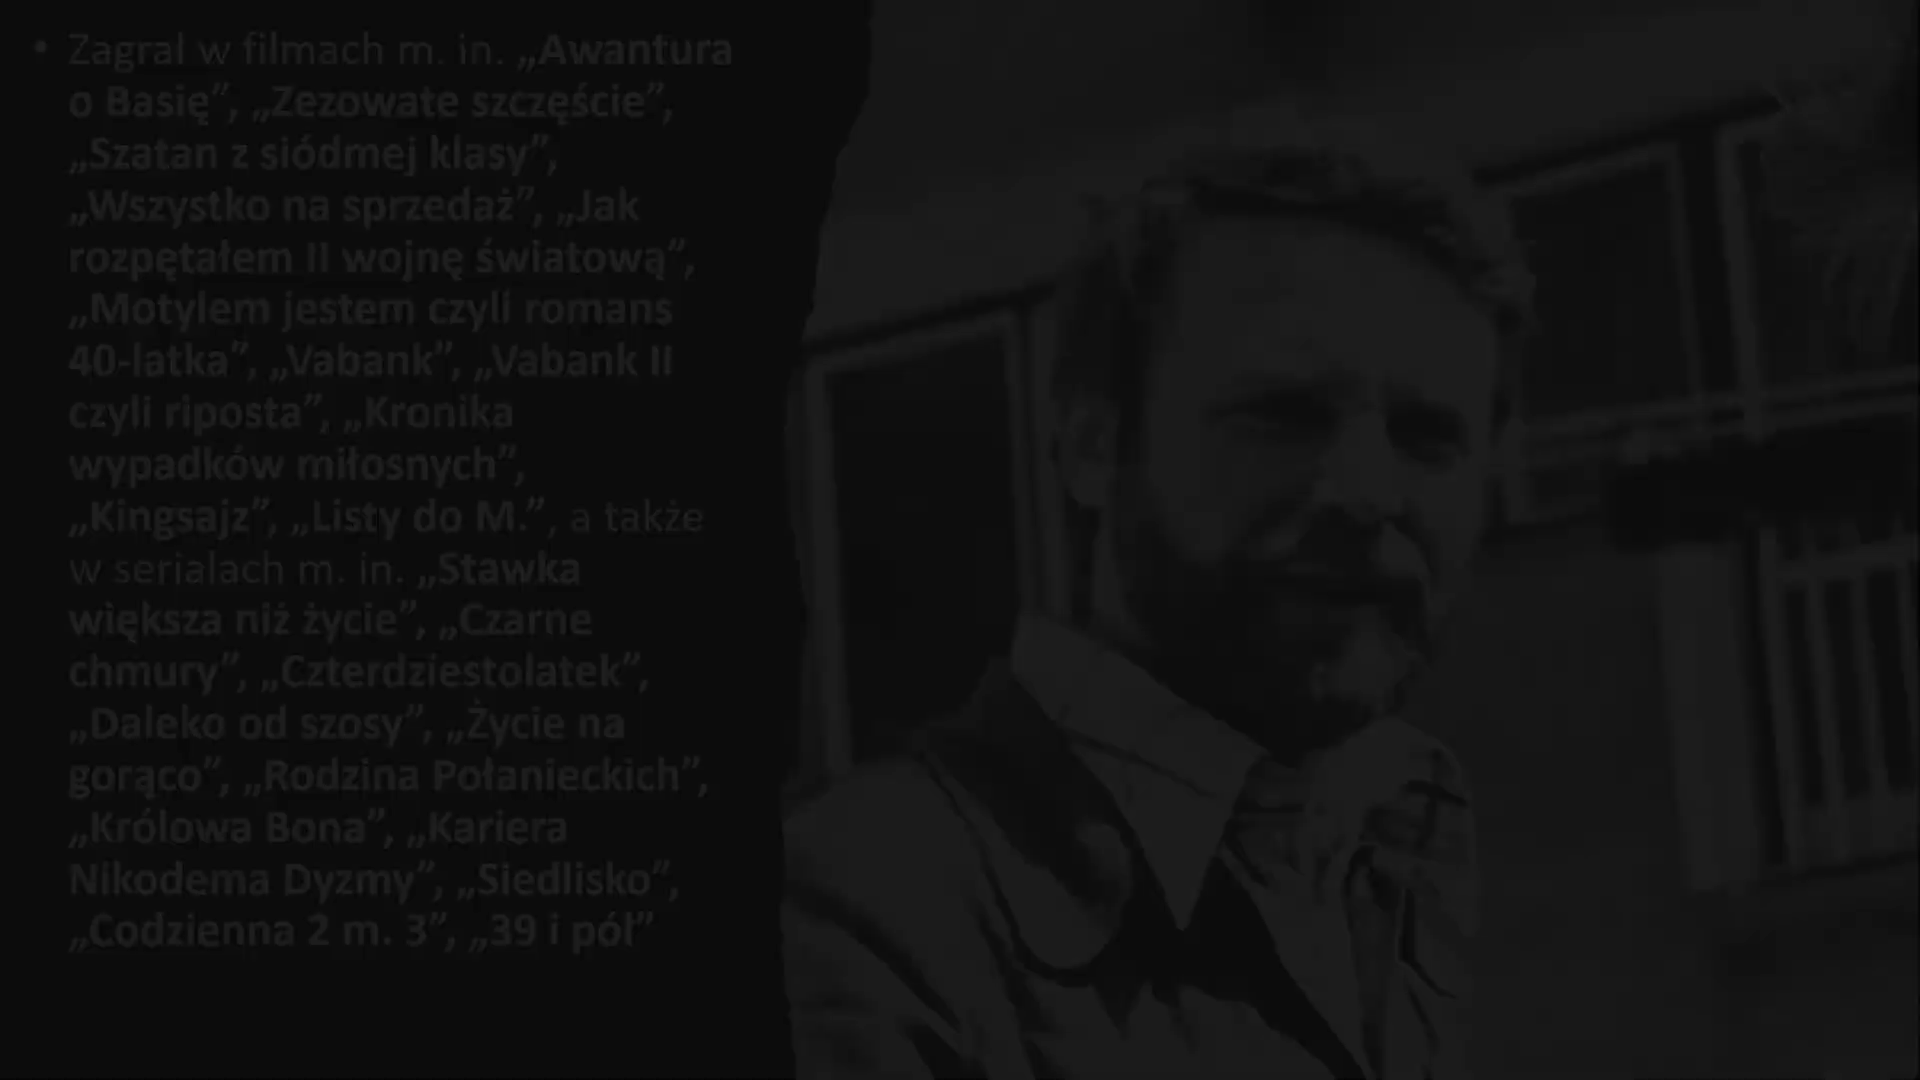 • Zagrał w filmach m. in. „Awantura
o Basię”, „Zezowate szczęście”,
„Szatan z siódmej klasy”,
„Wszystko na sprzedaż”, „Jak
rozpętałem II wojnę światową”,
„Motylem jestem czyli romans
40-latka”, „Vabank”, „Vabank II
czyli riposta”, „Kronika
wypadków miłosnych”,
„Kingsajz”, „Listy do M.”, a także
w serialach m. in. „Stawka
większa niż życie”, „Czarne
chmury”, „Czterdziestolatek”,
„Daleko od szosy”, „Życie na
gorąco”, „Rodzina Połanieckich”,
„Królowa Bona”, „Kariera
Nikodema Dyzmy”, „Siedlisko”,
„Codzienna 2 m. 3”, „39 i pół”